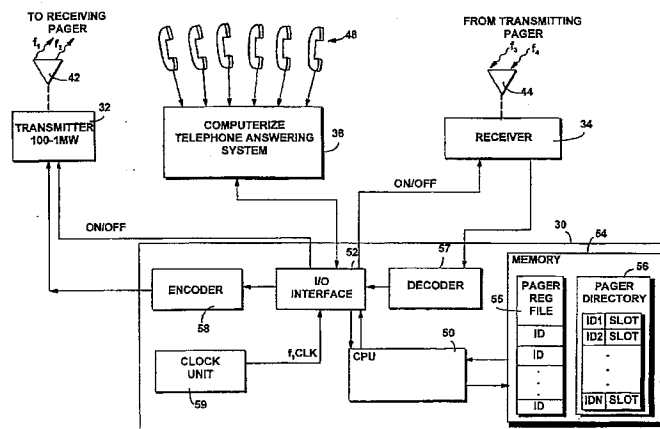 TO RECEIVING
PAGER
f1 f2
42
32
TRANSMITTER
100-1MW
48
COMPUTERIZE
TELEPHONE ANSWERING
SYSTEM
36
FROM TRANSMITTING
PAGER
f3 f4
44
RECEIVER
34
ON/OFF
ON/OFF
30
54
52
57
ENCODER
58
I/O
INTERFACE
DECODER
MEMORY
56
55
PAGER
REG
FILE
ID
ID
ID
PAGER
DIRECTORY
ID1 SLOT
ID2 SLOT
IDN SLOT
CLOCK
UNIT
59
CPU
50